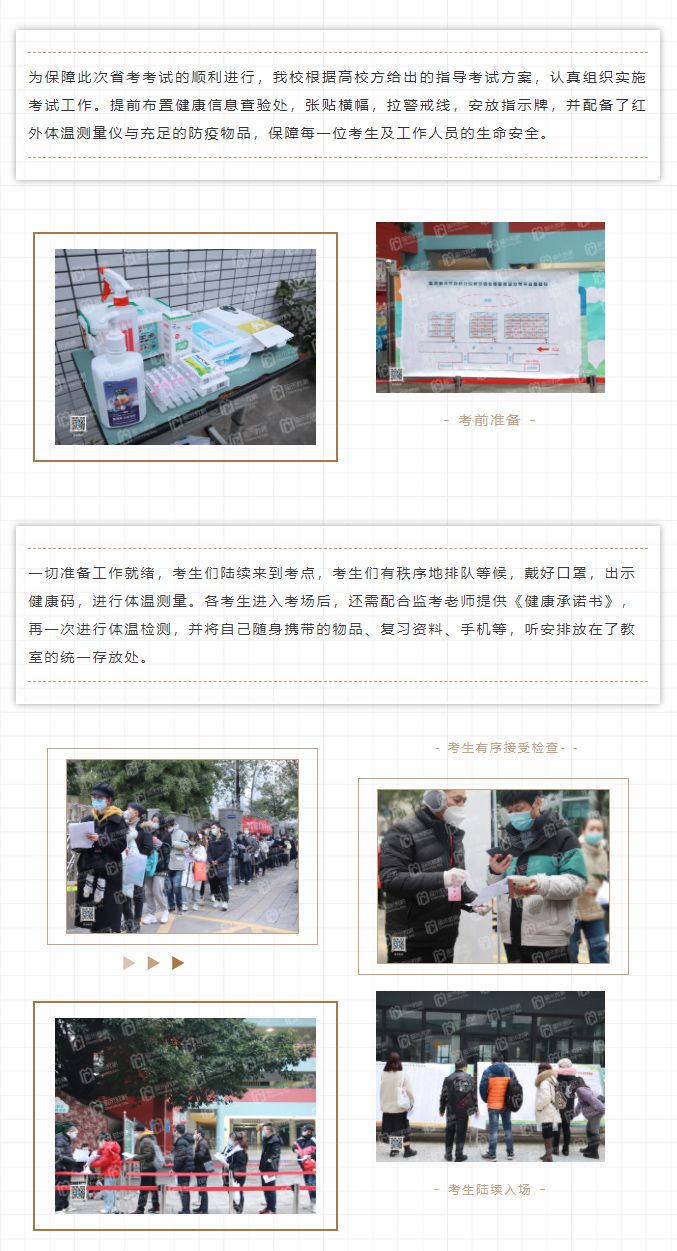 为保障此次省考考试的顺利进行，我校根据高校方给出的指导考试方案，认真组织实施
考试工作。提前布置健康信息查验处，张贴横幅，拉警戒线，安放指示牌，并配备了红
外体温测量仪与充足的防疫物品，保障每一位考生及工作人员的生命安全。
- 考前准备 -
一切准备工作就绪，考生们陆续来到考点，考生们有秩序地排队等候，戴好口罩，出示
健康码，进行体温测量。各考生进入考场后，还需配合监考老师提供《健康承诺书》，
再一次进行体温检测，并将自己随身携带的物品、复习资料、手机等，听安排放在了教
室的统一存放处。
- 考生有序接受检查- -
- 考生陆续入场 -